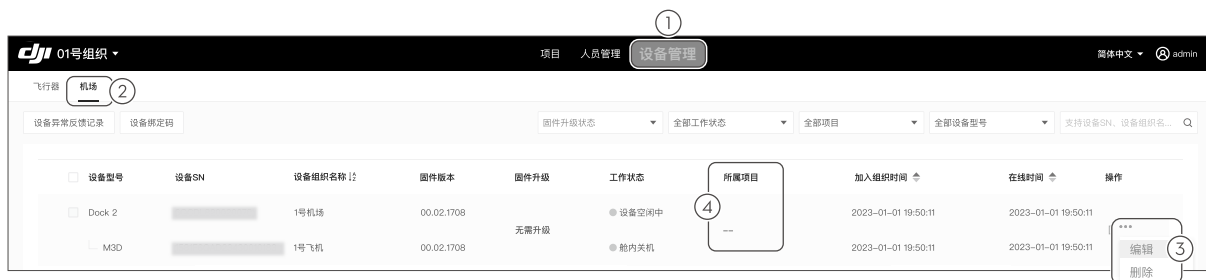 ①
dji 01号组织 项目 人员管理 设备管理 简体中文 admin
飞行器 机场 ②
设备异常反馈记录 设备绑定码 固件升级状态 全部工作状态 全部项目 全部设备型号 支持设备SN、设备组织名...
设备型号 设备SN 设备组织名称 固件版本 固件升级 工作状态 所属项目 加入组织时间 在线时间 操作
Dock 2 1号机场 00.02.1708 设备空闲中 ④ 2023-01-01 19:50:11 2023-01-01 19:50:11
无需升级 -- ...
M3D 1号飞机 00.02.1708 舱内关机 2023-01-01 19:50:11 2023-01-01 19:50:11 编辑 ③
删除